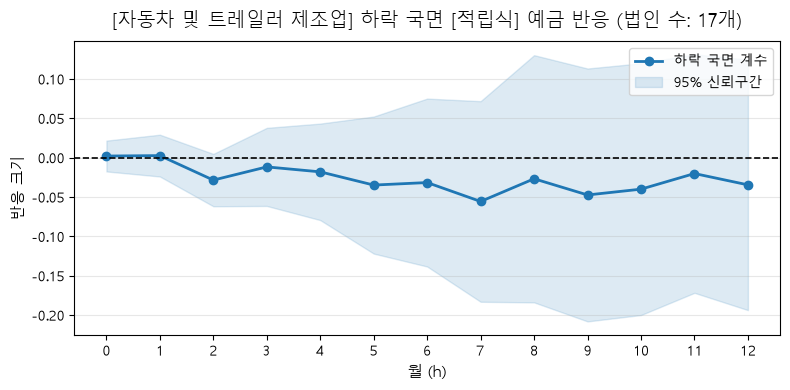 [자동차 및 트레일러 제조업] 하락 국면 [적립식] 예금 반응 (법인 수: 17개)
하락 국면 계수
95% 신뢰구간
반응 크기
0.10
0.05
0.00
-0.05
-0.10
-0.15
-0.20
0 1 2 3 4 5 6 7 8 9 10 11 12
월 (h)